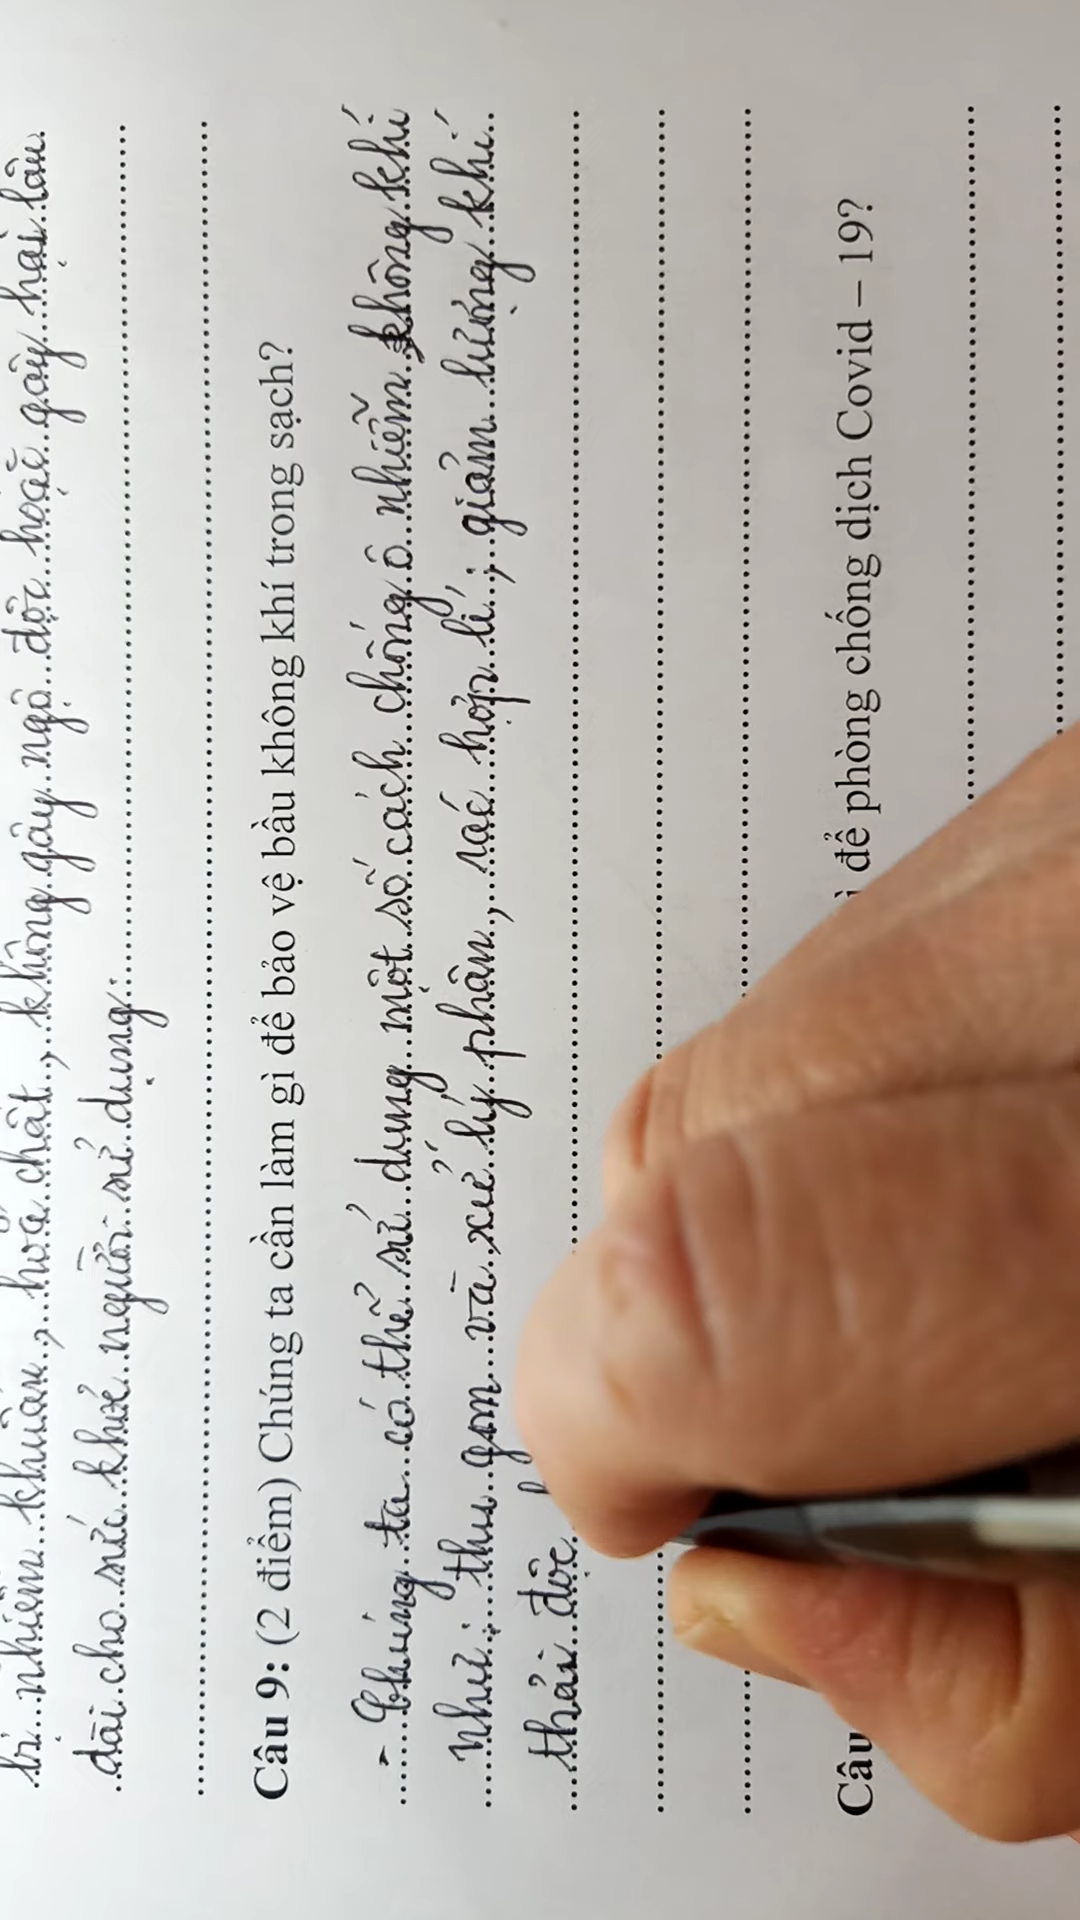 bị nhiễm khuẩn, hóa chất, không gây ngộ độc hoặc gây hại lâu
dài cho sức khoẻ người sử dụng.
Câu 9: (2 điểm) Chúng ta cần làm gì để bảo vệ bầu không khí trong sạch?
- Chúng ta có thể sử dụng một số cách chống ô nhiễm không khí
như: thu gom và xử lý phân, rác hợp lí; giảm lượng khí
thải độc
Câu
để phòng chống dịch Covid – 19?